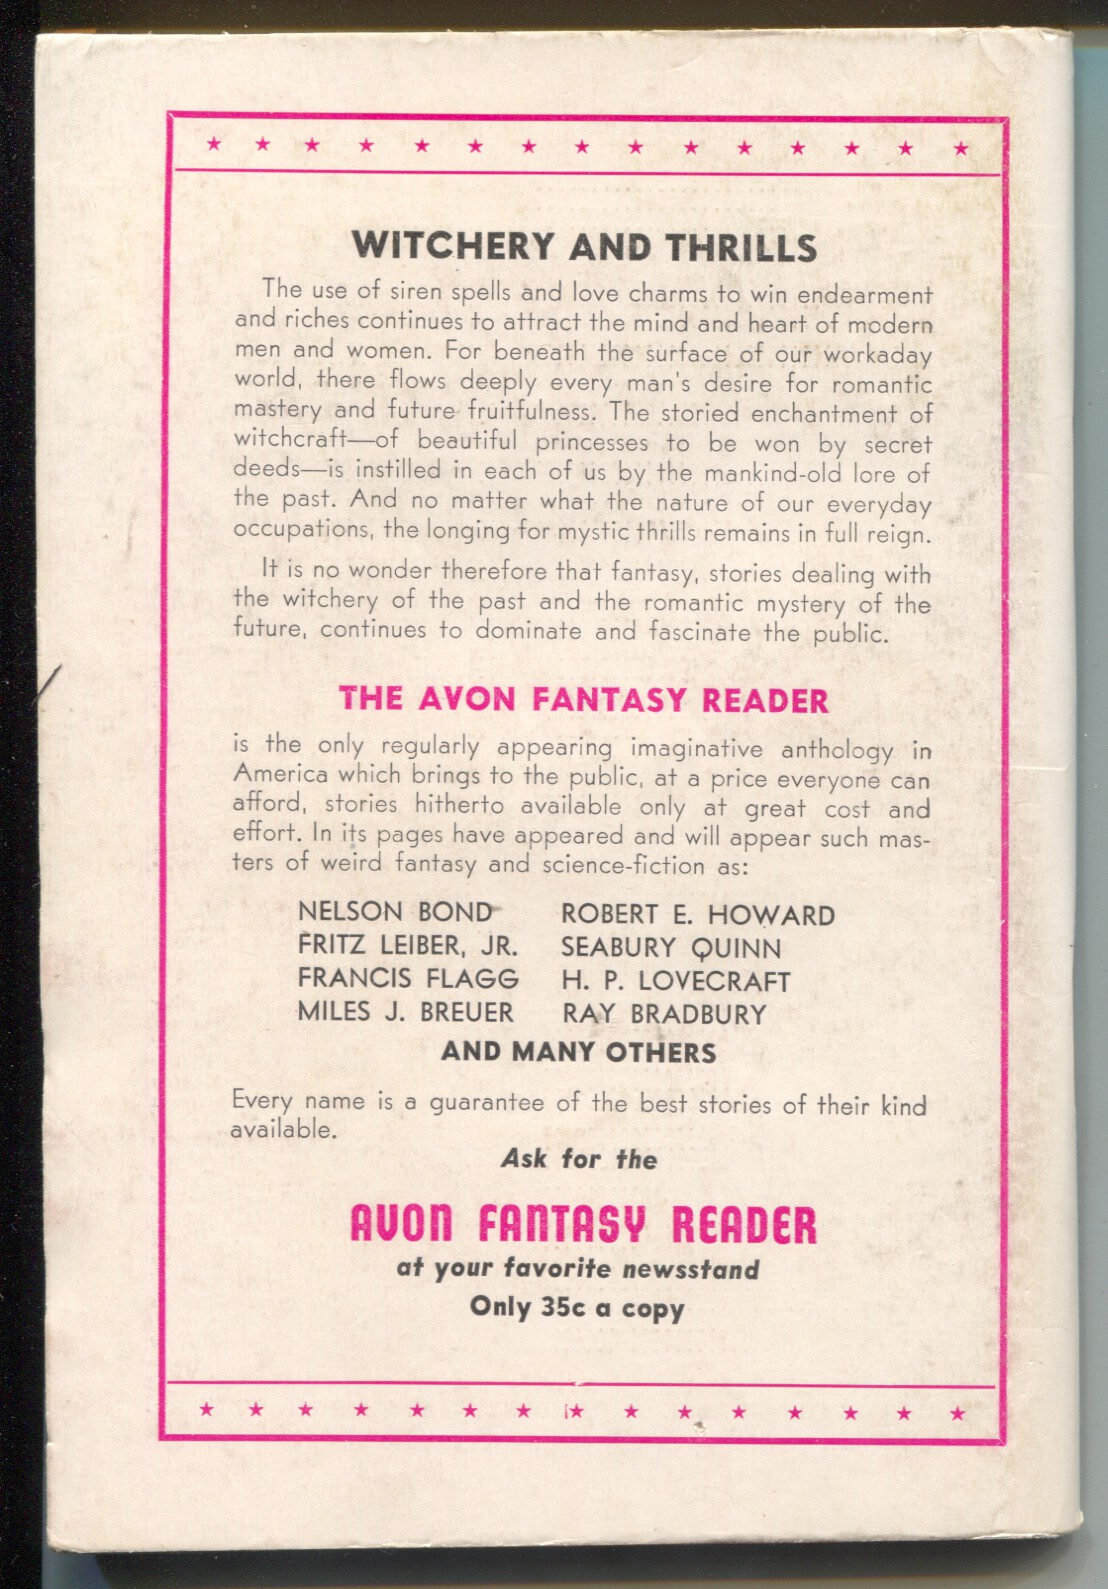 WITCHERY AND THRILLS
The use of siren spells and love charms to win endearment
and riches continues to attract the mind and heart of modern
men and women. For beneath the surface of our workaday
world, there flows deeply every man's desire for romantic
mastery and future fruitfulness. The storied enchantment of
witchcraft—of beautiful princesses to be won by secret
deeds—is instilled in each of us by the mankind-old lore of
the past. And no matter what the nature of our everyday
occupations, the longing for mystic thrills remains in full reign.
It is no wonder therefore that fantasy, stories dealing with
the witchery of the past and the romantic mystery of the
future, continues to dominate and fascinate the public.
THE AVON FANTASY READER
is the only regularly appearing imaginative anthology in
America which brings to the public, at a price everyone can
afford, stories hitherto available only at great cost and
effort. In its pages have appeared and will appear such mas-
ters of weird fantasy and science-fiction as:
NELSON BOND ROBERT E. HOWARD
FRITZ LEIBER, JR. SEABURY QUINN
FRANCIS FLAGG H. P. LOVECRAFT
MILES J. BREUER RAY BRADBURY
AND MANY OTHERS
Every name is a guarantee of the best stories of their kind
available.
Ask for the
AVON FANTASY READER
at your favorite newsstand
Only 35c a copy